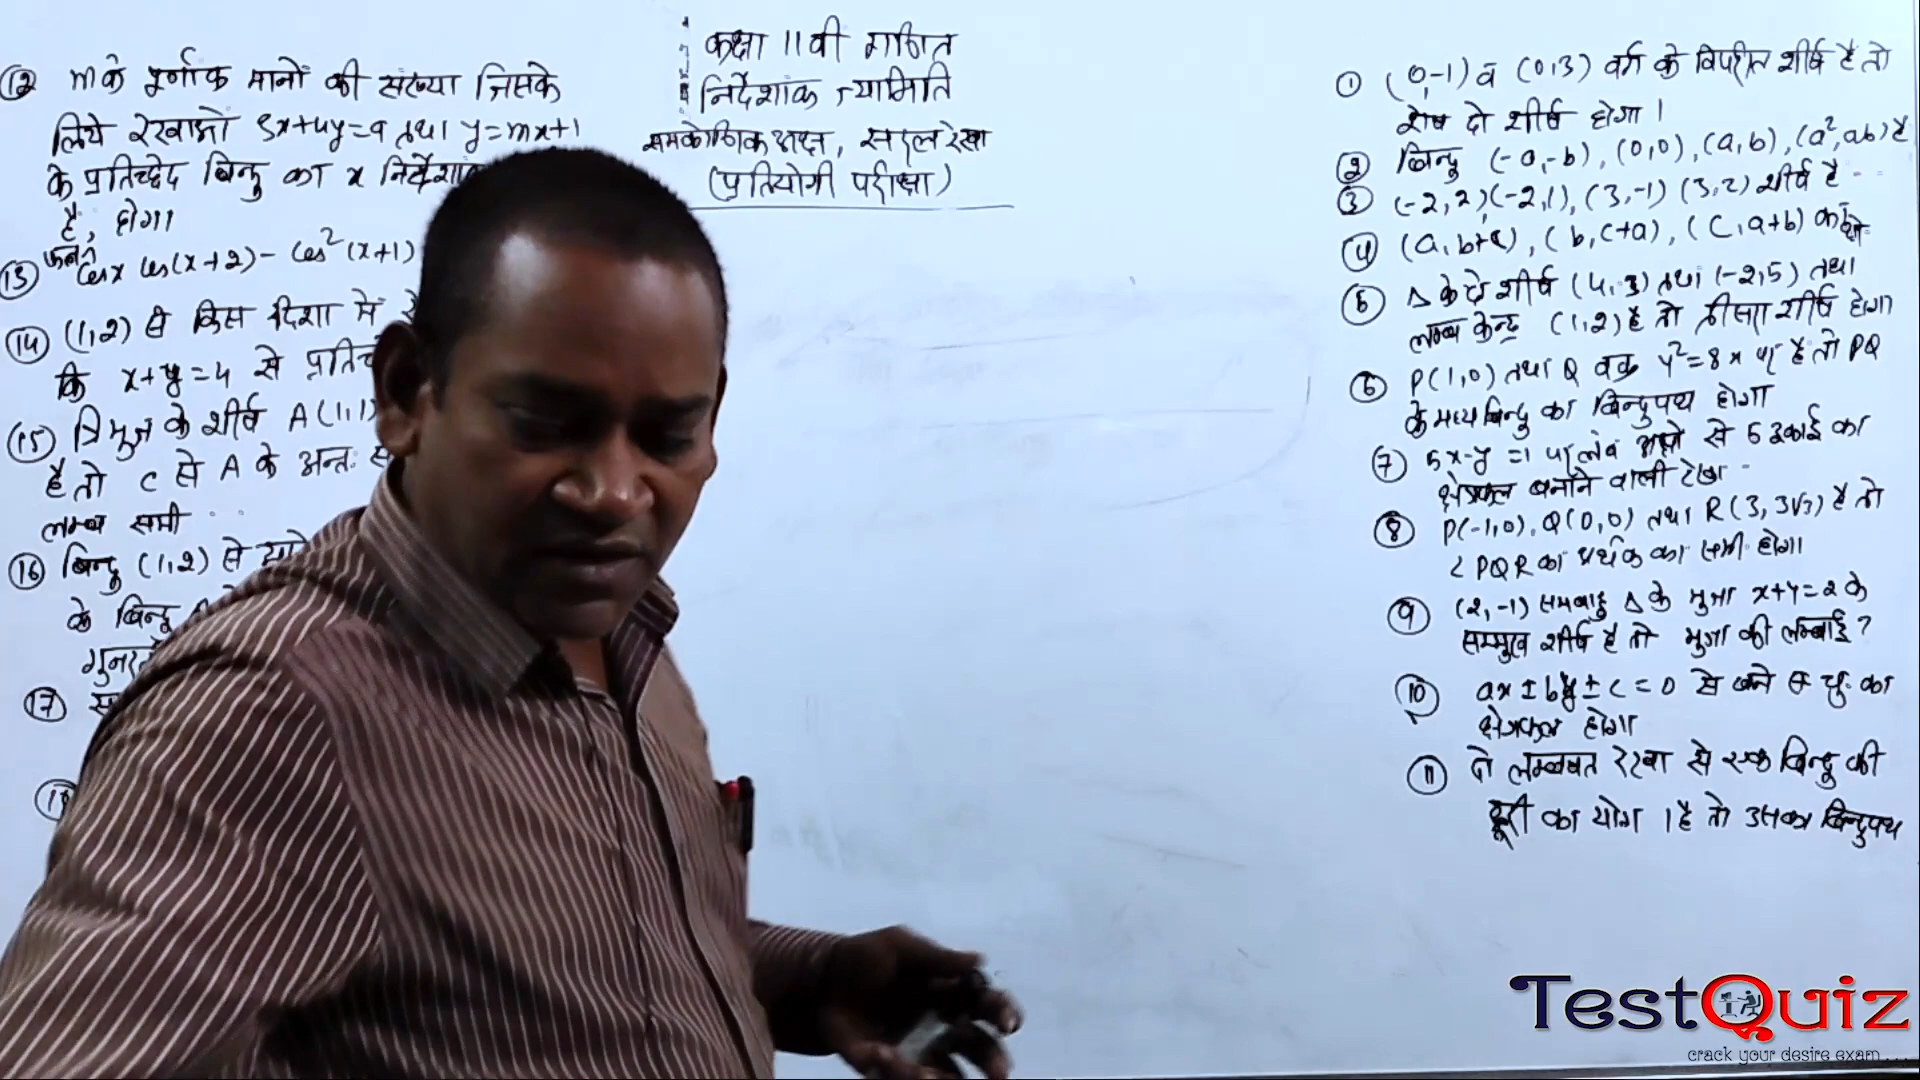 कक्षा 11वी गणित
निर्देशांक ज्यामिति
समकोणिक अक्ष, सरल रेखा
(प्रतियोगी परीक्षा)
① (0,-1) व (0,3) वर्ग के विपरीत शीर्ष है तो
शेष दो शीर्ष होगा।
② बिन्दु (-a,-b), (0,0), (a,b), (a²,ab) है
③ (-2,2),(-2,1), (3,-1) (3,2) शीर्ष है --
④ (a,b+c), (b,c+a), (c,a+b) का
⑤ Δ के दो शीर्ष (4,3) तथा (-2,5) तथा
लम्ब केन्द्र (1,2) है तो तीसरा शीर्ष होगा
⑥ P(1,0) तथा Q वक्र y²=8x पर है तो PQ
के मध्य बिन्दु का बिन्दुपथ होगा
⑦ 5x-y=1 पर लंब अक्षो से 5 इकाई का
क्षेत्रफल बनाने वाली रेखा --
⑧ P(-1,0), Q(0,0) तथा R(3,3√3) है तो
∠PQR का का समी. होगा
⑨ (2,-1) समबाहु Δ के भुजा x+y=2 के
सम्मुख शीर्ष है तो भुजा की लम्बाई?
⑩ ax±by±c=0 से बने स चतु. का
क्षेत्रफल होगा
⑪ दो लम्बवत रेखा से एक बिन्दु की
दूरी का योग 1 है तो उसका बिन्दुपथ
⑫ m के पूर्णांक मानों की संख्या जिसके
लिये रेखाओ 3x+4y=9 तथा y=mx+1
के प्रतिच्छेद बिन्दु का x
है, होगा
⑬ फलन cosx cos(x+2)-cos²(x+1)
⑭ (1,2) से किस दिशा मे
कि x+y=4 से
⑮ त्रिभुज के शीर्ष A(1,1)
है तो C से A के अन्तः
लम्ब समी
⑯ बिन्दु (1,2) से
के बिन्दु
⑰
TestQuiz
crack your desire exam...